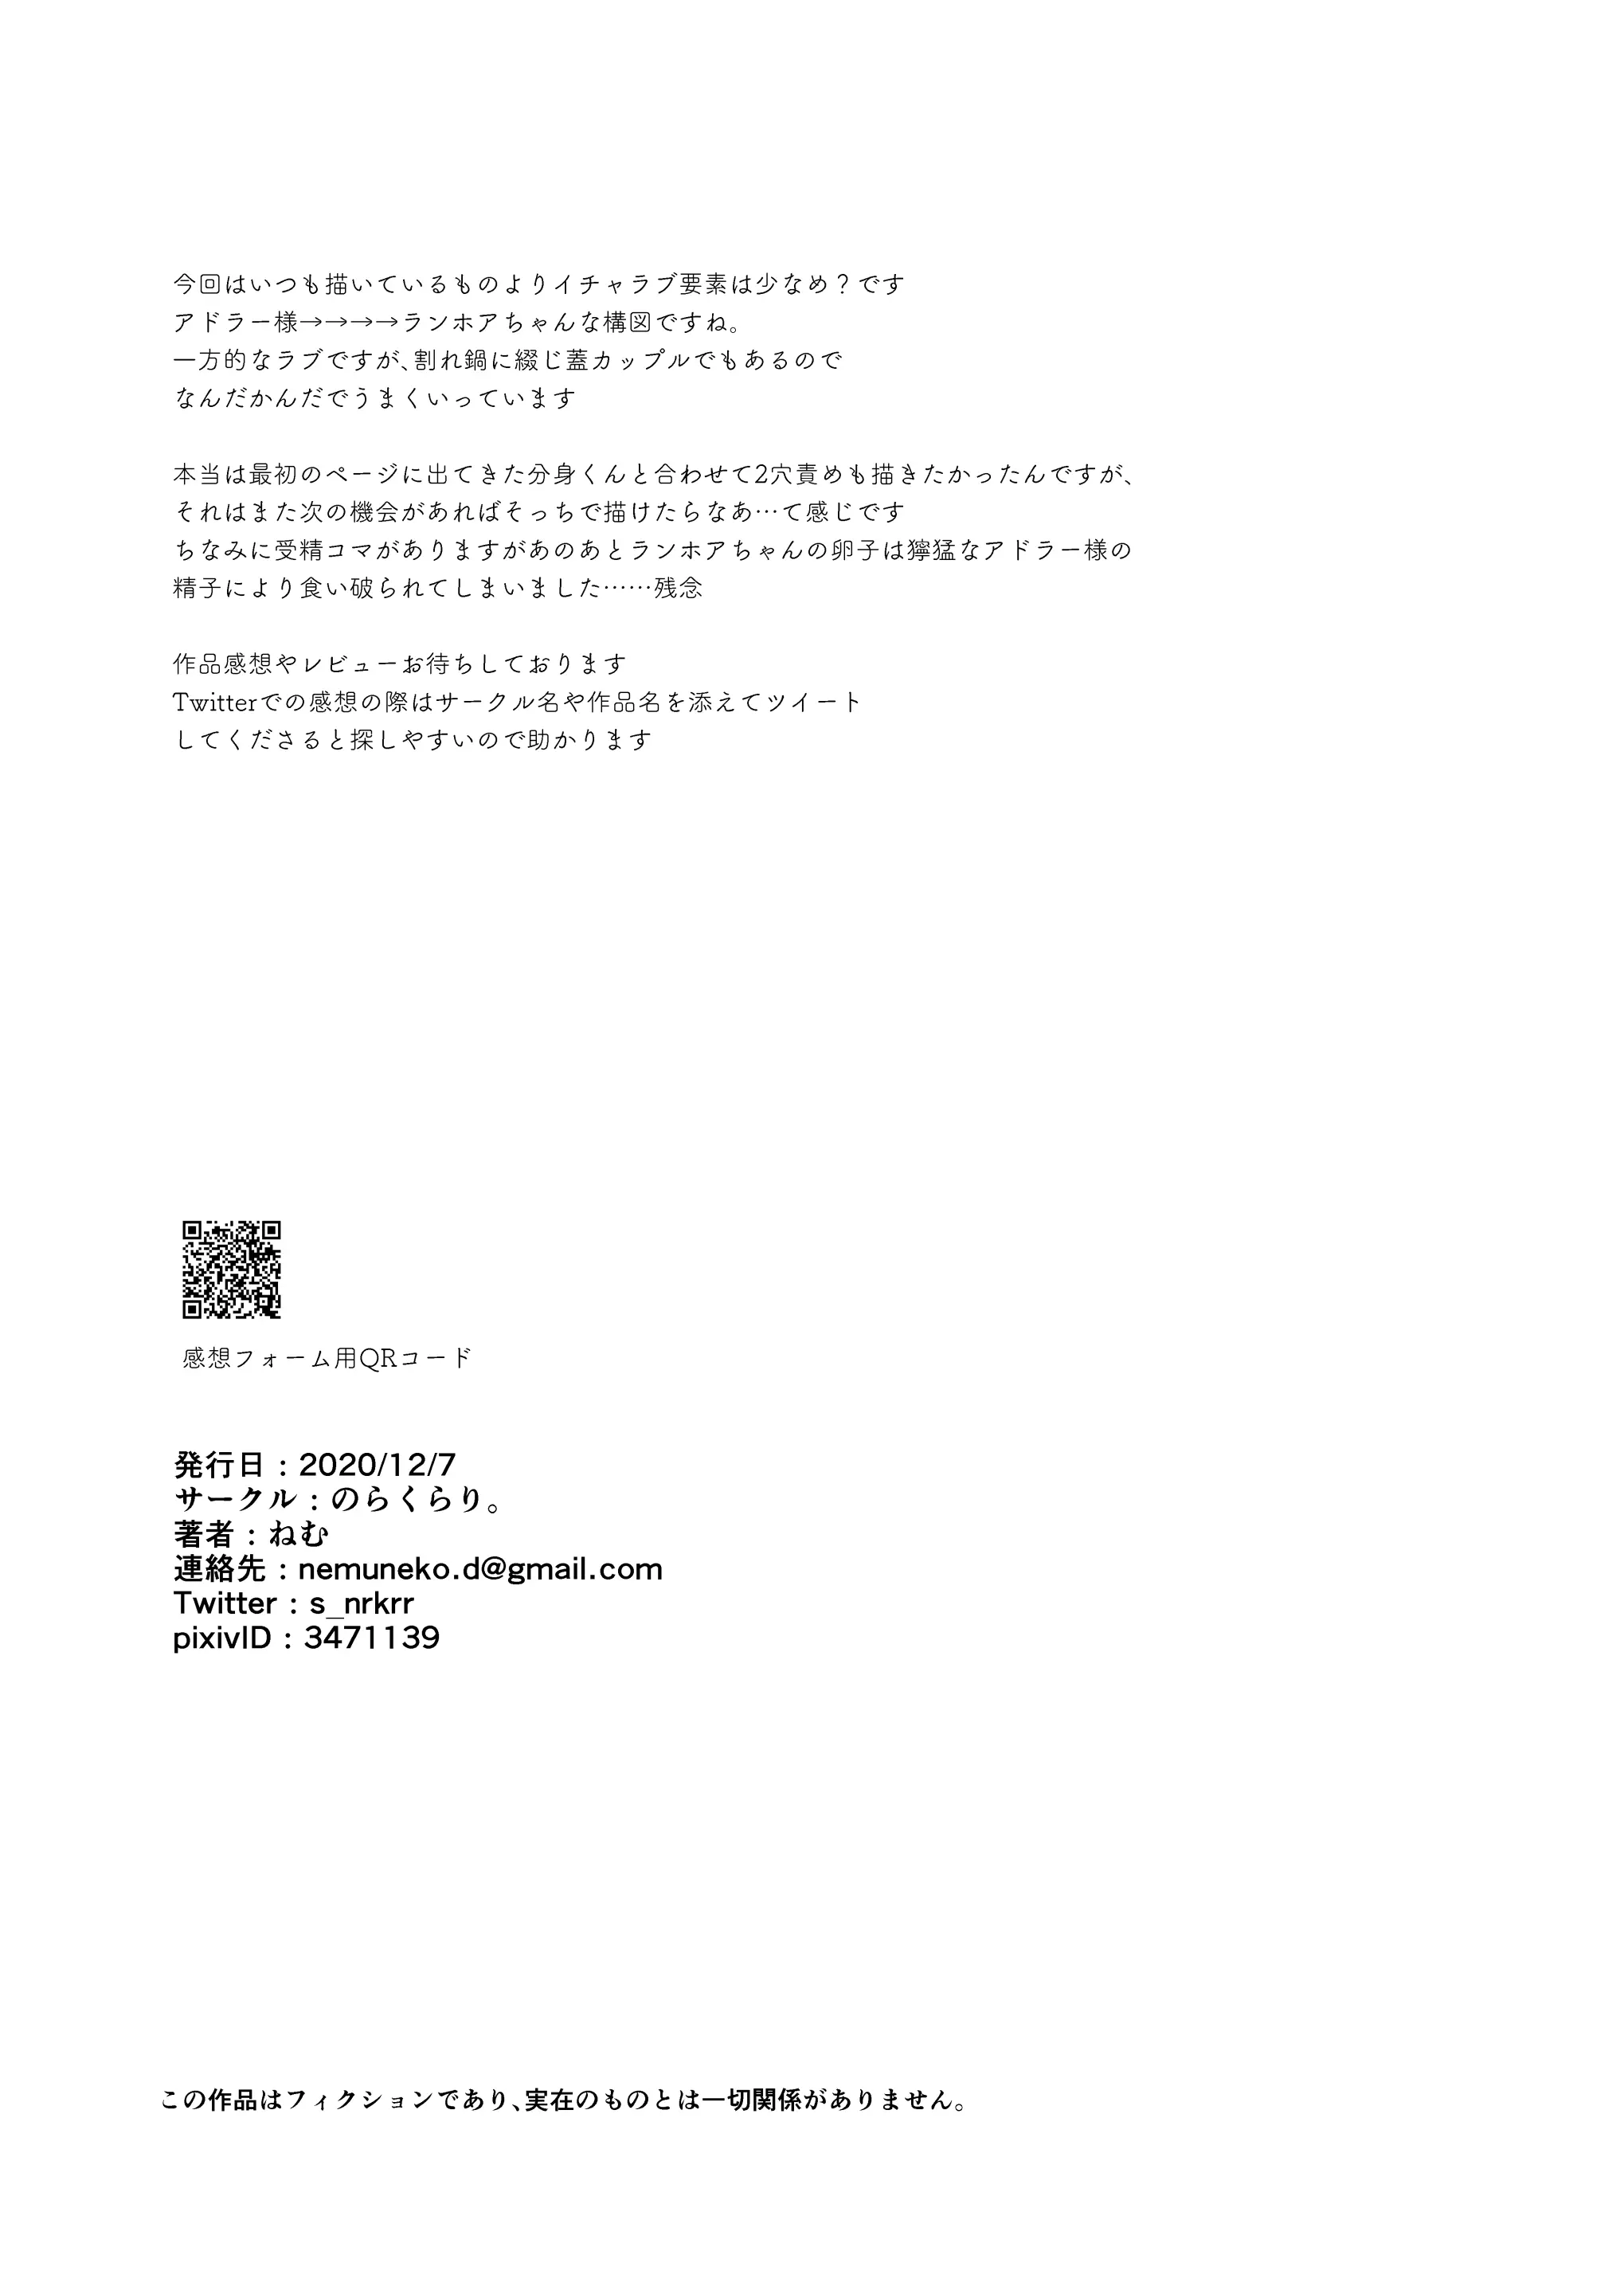 今回はいつも描いているものよりイチャラブ要素は少なめ？です
アドラー様→→→→ランホアちゃんな構図ですね。
一方的なラブですが、割れ鍋に綴じ蓋カップルでもあるので
なんだかんだでうまくいっています
本当は最初のページに出てきた分身くんと合わせて2穴責めも描きたかったんですが、
それはまた次の機会があればそっちで描けたらなあ…て感じです
ちなみに受精コマがありますがあのあとランホアちゃんの卵子は獰猛なアドラー様の
精子により食い破られてしまいました……残念
作品感想やレビューお待ちしております
Twitterでの感想の際はサークル名や作品名を添えてツイート
してくださると探しやすいので助かります
感想フォーム用QRコード
発行日：2020/12/7
サークル：のらくらり。
著者：ねむ
連絡先：nemuneko.d@gmail.com
Twitter：s_nrkrr
pixivID：3471139
この作品はフィクションであり、実在のものとは一切関係がありません。